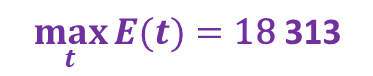 max E(t) = 18 313
t